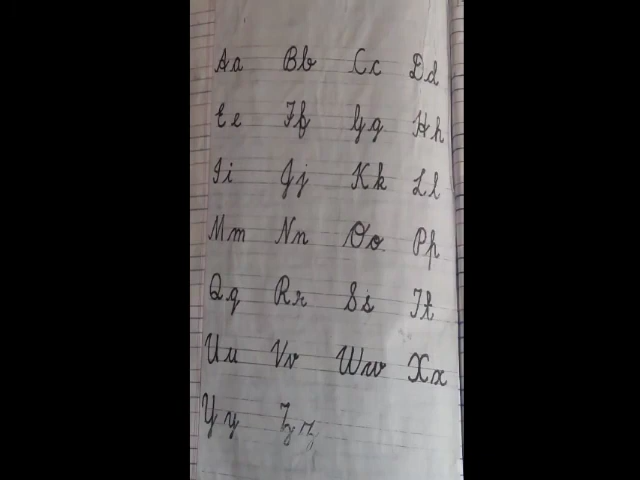 Aa Bb Cc Dd
Ee Ff Gg Hh
Ii Jj Kk Ll
Mm Nn Oo Pp
Qq Rr Ss Tt
Uu Vv Ww Xx
Yy Zz